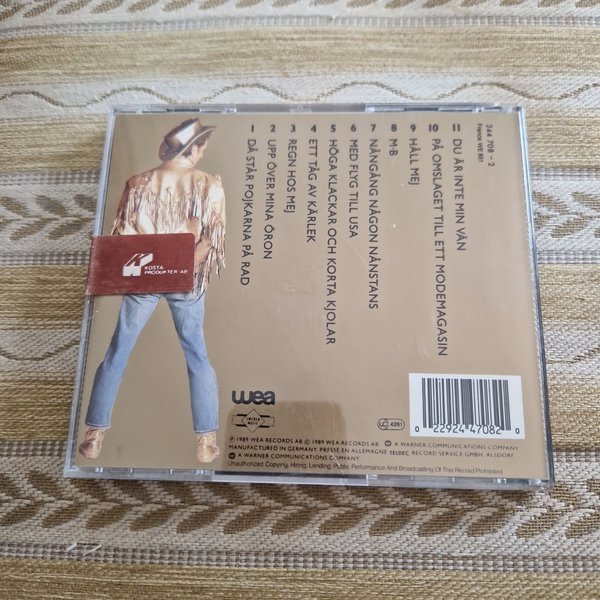 1 DÅ STÅR POJKARNA PÅ RAD
2 UPP ÖVER MINA ÖRON
3 REGN HOS MEJ
4 ETT TÅG AV KÄRLEK
5 HÖGA KLACKAR OCH KORTA KJOLAR
6 MED FLYG TILL USA
7 NÅNGÅNG NÅGON NÅNSTANS
8 M-B
9 HÅLL MEJ
10 PÅ OMSLAGET TILL ETT MODEMAGASIN
11 DU ÄR INTE MIN VÄN
244 708 - 2
France WE 851
KOSTA-
PRODUKTER AB
wea
LC 4281
0 22924 47082 0
℗ 1989 WEA RECORDS AB © 1989 WEA RECORDS AB A WARNER COMMUNICATIONS COMPANY
MANUFACTURED IN GERMANY PRESSE EN ALLEMAGNE TELDEC RECORD SERVICE GMBH, ALSDORF
A WARNER COMMUNICATIONS COMPANY
Unauthorized Copying, Hiring, Lending, Public Performance And Broadcasting Of This Record Prohibited.